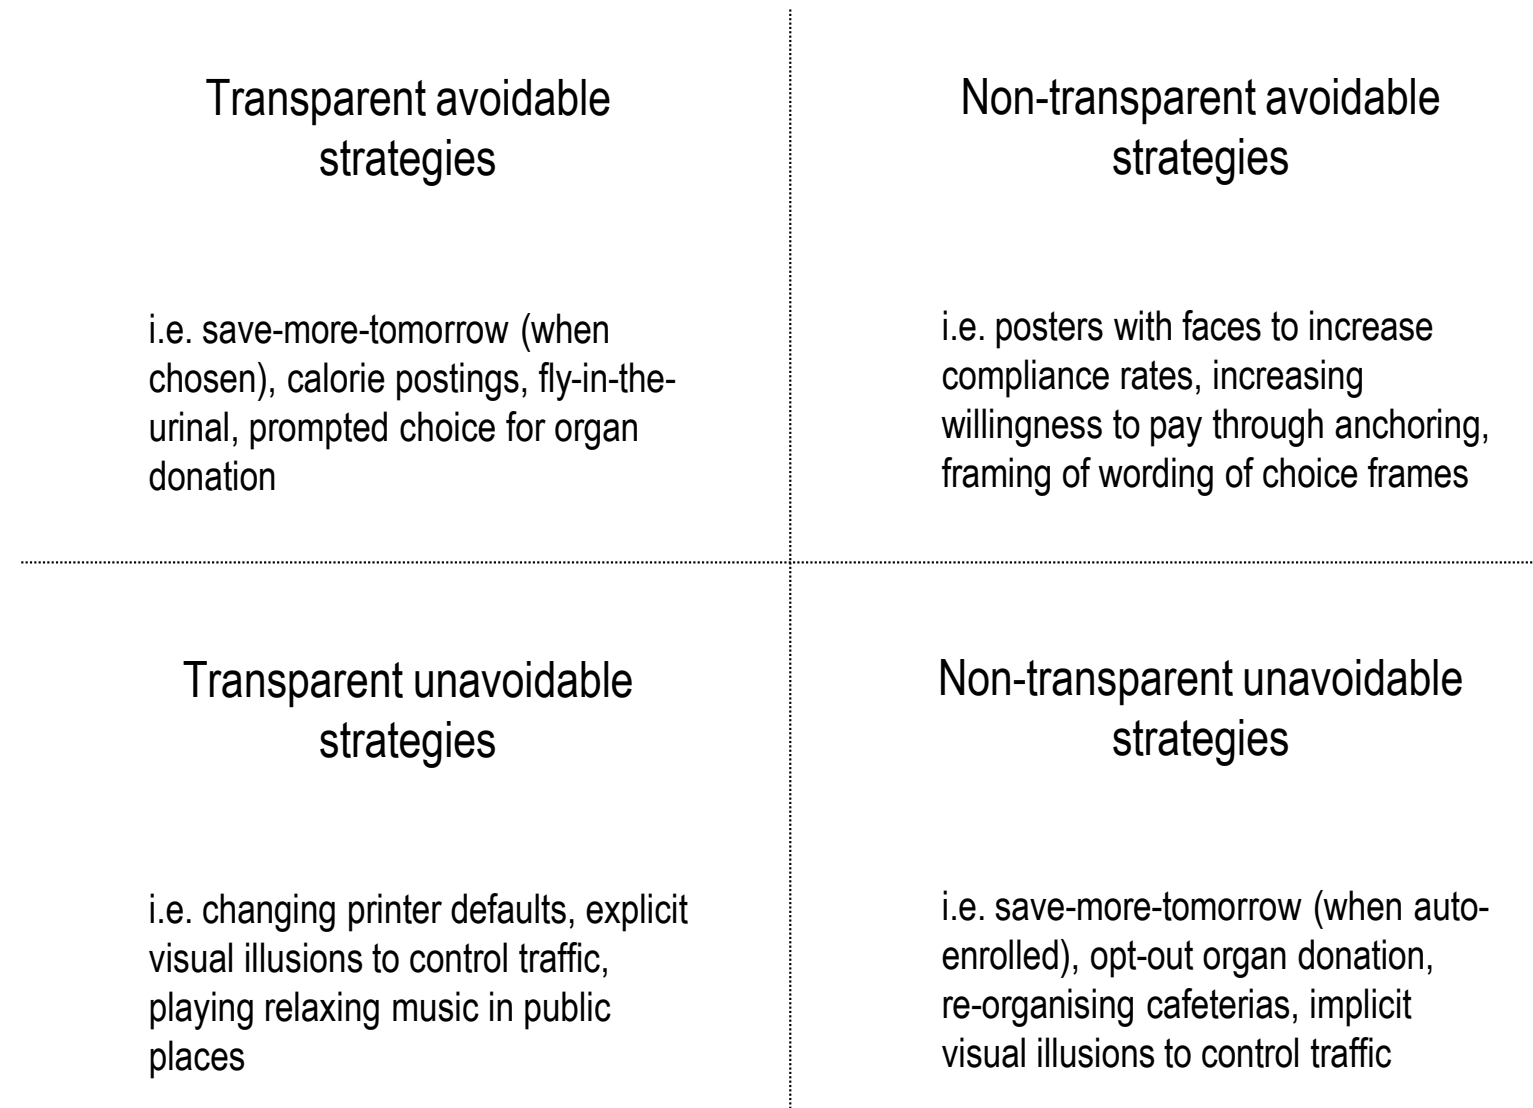 Transparent avoidable
strategies
i.e. save-more-tomorrow (when
chosen), calorie postings, fly-in-the-
urinal, prompted choice for organ
donation
Non-transparent avoidable
strategies
i.e. posters with faces to increase
compliance rates, increasing
willingness to pay through anchoring,
framing of wording of choice frames
Transparent unavoidable
strategies
i.e. changing printer defaults, explicit
visual illusions to control traffic,
playing relaxing music in public
places
Non-transparent unavoidable
strategies
i.e. save-more-tomorrow (when auto-
enrolled), opt-out organ donation,
re-organising cafeterias, implicit
visual illusions to control traffic